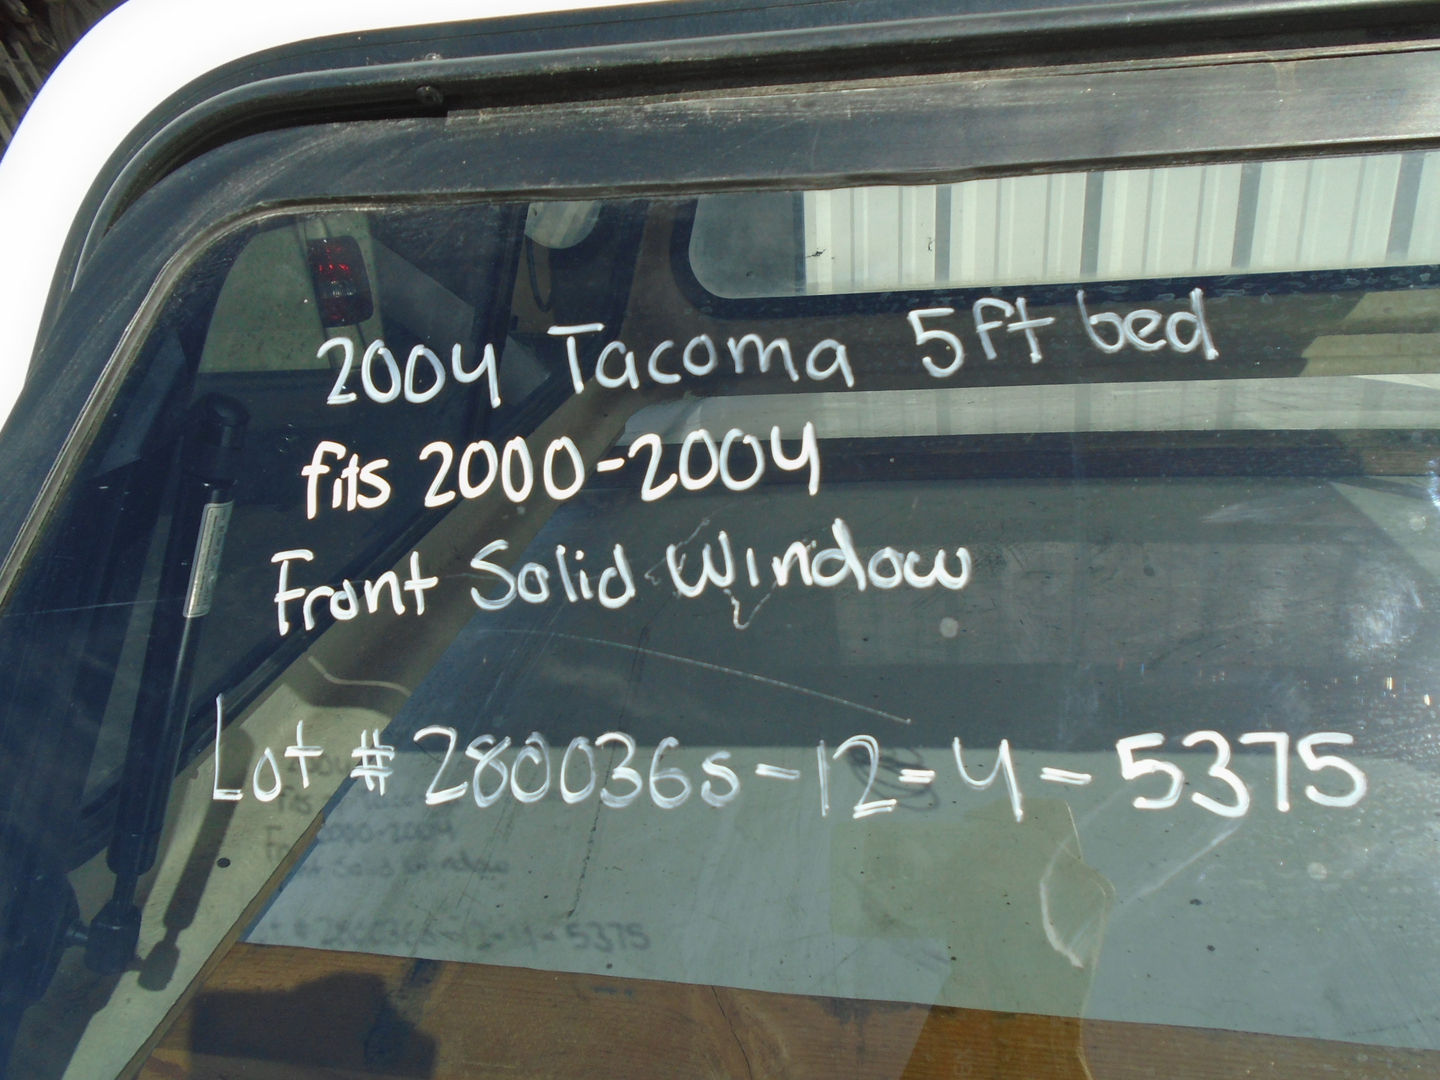 2004 Tacoma 5ft bed
fits 2000-2004
Front Solid Window
Lot # 280036s-12-4-5375